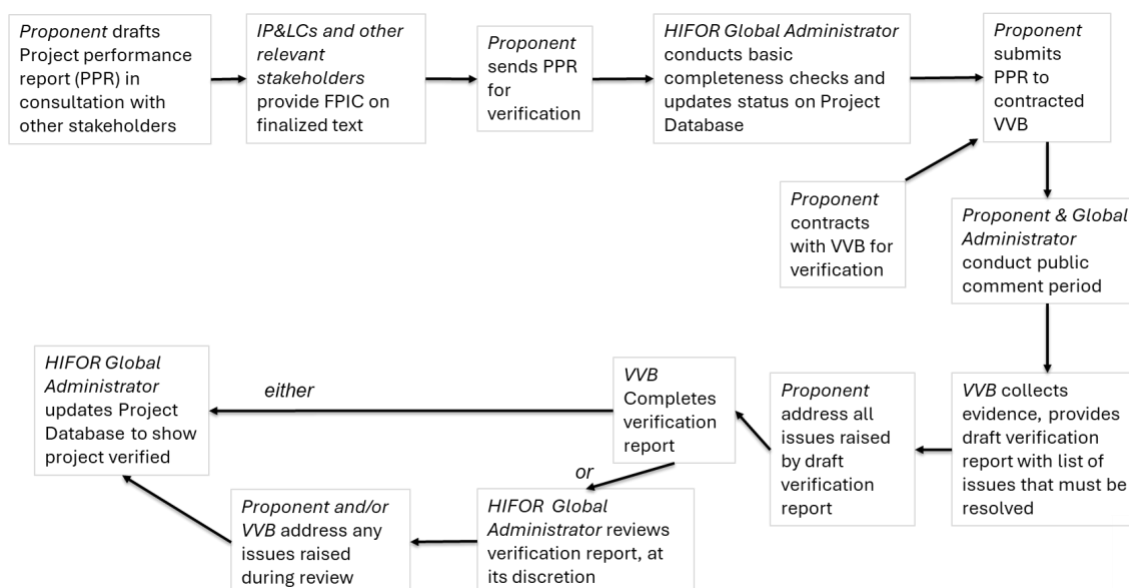 Proponent drafts
Project performance
report (PPR) in
consultation with
other stakeholders
IP&LCs and other
relevant
stakeholders
provide FPIC on
finalized text
Proponent
sends PPR
for
verification
HIFOR Global Administrator
conducts basic
completeness checks and
updates status on Project
Database
Proponent
submits
PPR to
contracted
VVB
Proponent
contracts
with VVB for
verification
Proponent & Global
Administrator
conduct public
comment period
VVB collects
evidence, provides
draft verification
report with list of
issues that must be
resolved
Proponent
address all
issues raised
by draft
verification
report
VVB
Completes
verification
report
either
or
HIFOR Global
Administrator reviews
verification report, at
its discretion
Proponent and/or
VVB address any
issues raised
during review
HIFOR Global
Administrator
updates Project
Database to show
project verified